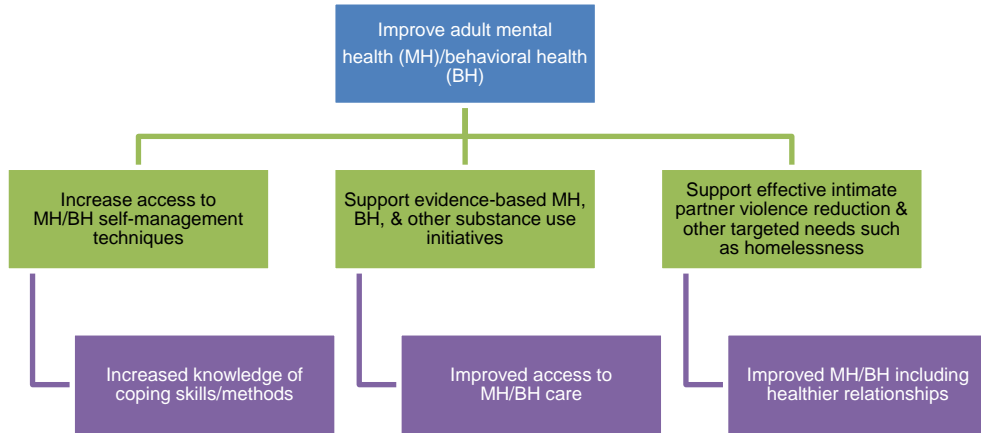 Improve adult mental
health (MH)/behavioral health
(BH)
Increase access to
MH/BH self-management
techniques
Support evidence-based MH,
BH, & other substance use
initiatives
Support effective intimate
partner violence reduction &
other targeted needs such
as homelessness
Increased knowledge of
coping skills/methods
Improved access to
MH/BH care
Improved MH/BH including
healthier relationships